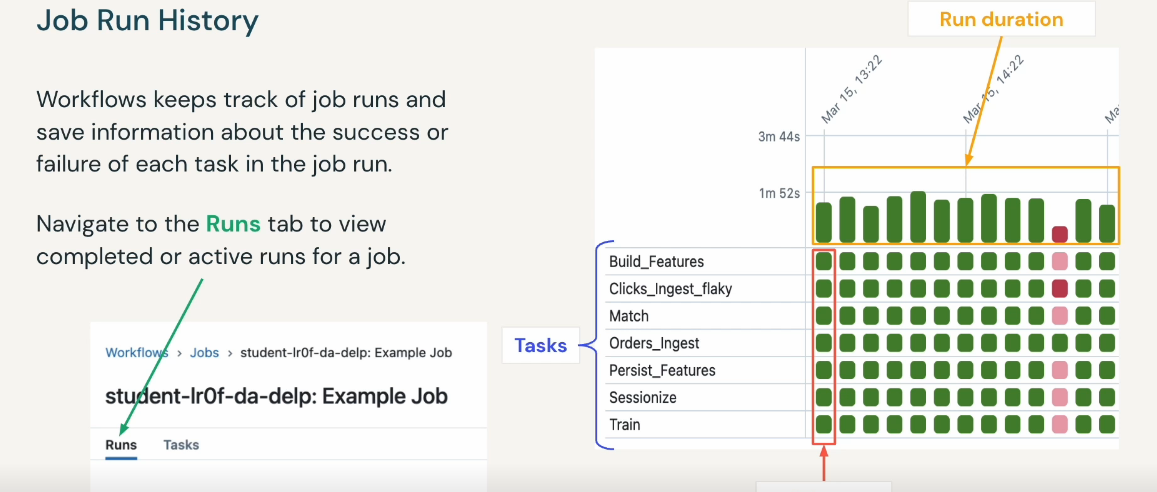 Job Run History
Workflows keeps track of job runs and
save information about the success or
failure of each task in the job run.
Navigate to the Runs tab to view
completed or active runs for a job.
Workflows › Jobs › student-lr0f-da-delp: Example Job
student-lr0f-da-delp: Example Job
Runs Tasks
Run duration
Mar 15, 13:22
Mar 15, 14:22
3m 44s
1m 52s
Tasks
Build_Features
Clicks_Ingest_flaky
Match
Orders_Ingest
Persist_Features
Sessionize
Train